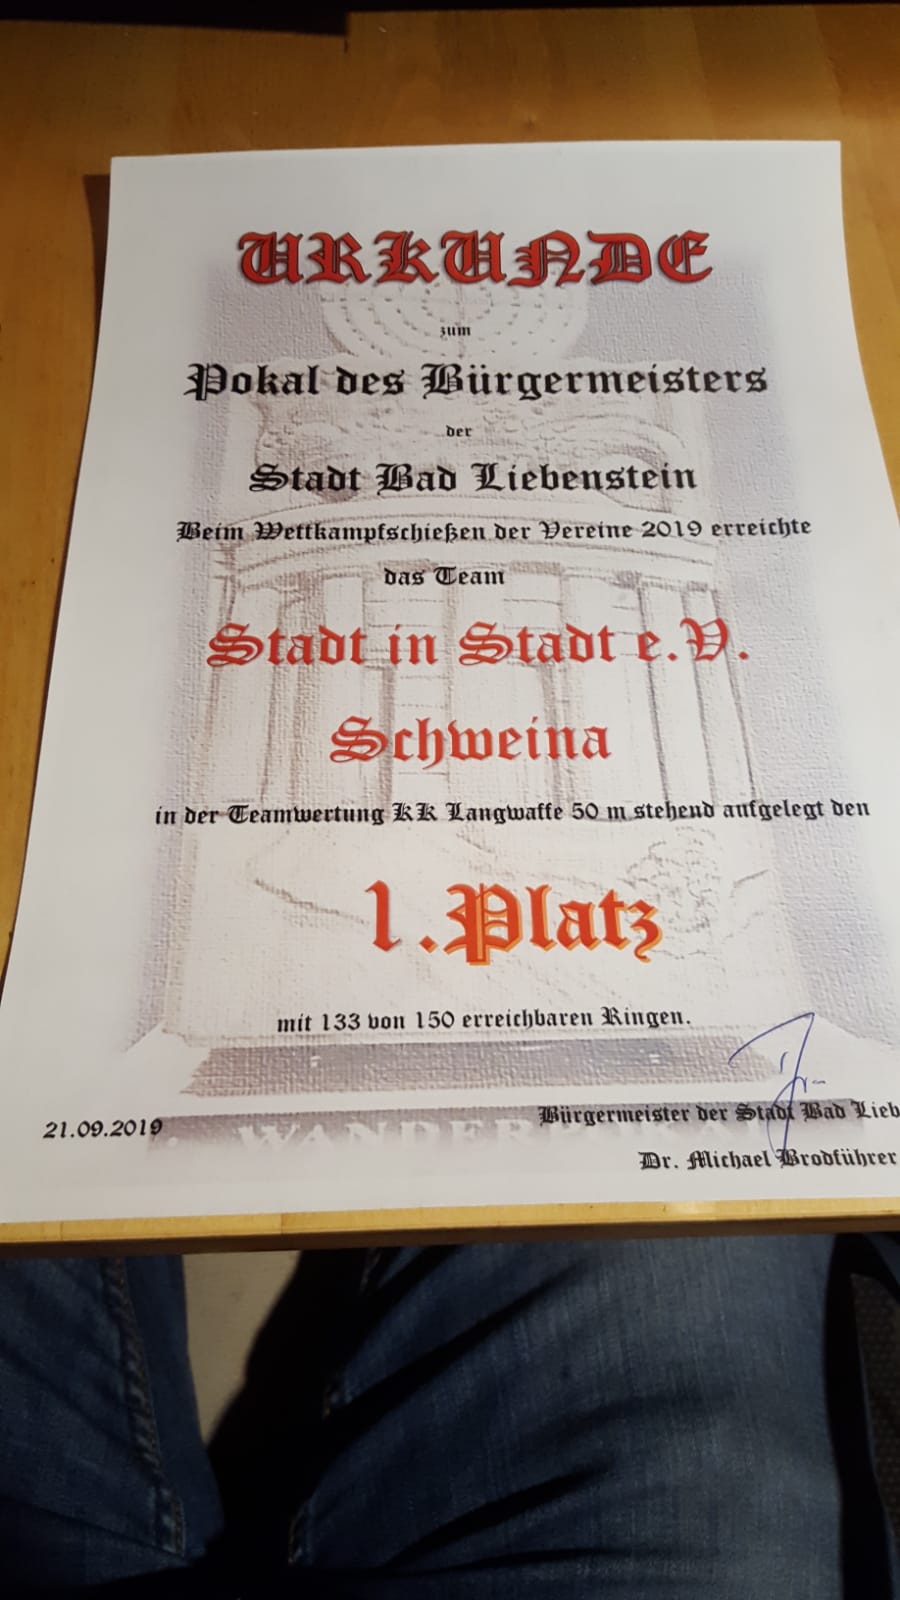 URKUNDE
zum
Pokal des Bürgermeisters
der
Stadt Bad Liebenstein
Beim Wettkampfschießen der Vereine 2019 erreichte
das Team
Stadt in Stadt e.V.
Schweina
in der Teamwertung KK Langwaffe 50 m stehend aufgelegt den
1.Platz
mit 133 von 150 erreichbaren Ringen.
Bürgermeister der Stadt Bad Lieb
21.09.2019
WANDER
Dr. Michael Brodführer